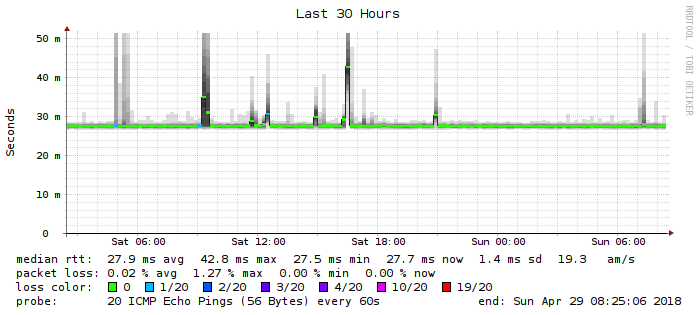 Last 30 Hours
RRDTOOL / TOBI OETIKER
Seconds
50 m
40 m
30 m
20 m
10 m
0
Sat 06:00 Sat 12:00 Sat 18:00 Sun 00:00 Sun 06:00
median rtt: 27.9 ms avg 42.8 ms max 27.5 ms min 27.7 ms now 1.4 ms sd 19.3 am/s
packet loss: 0.02 % avg 1.27 % max 0.00 % min 0.00 % now
loss color: 0 1/20 2/20 3/20 4/20 10/20 19/20
probe: 20 ICMP Echo Pings (56 Bytes) every 60s end: Sun Apr 29 08:25:06 2018